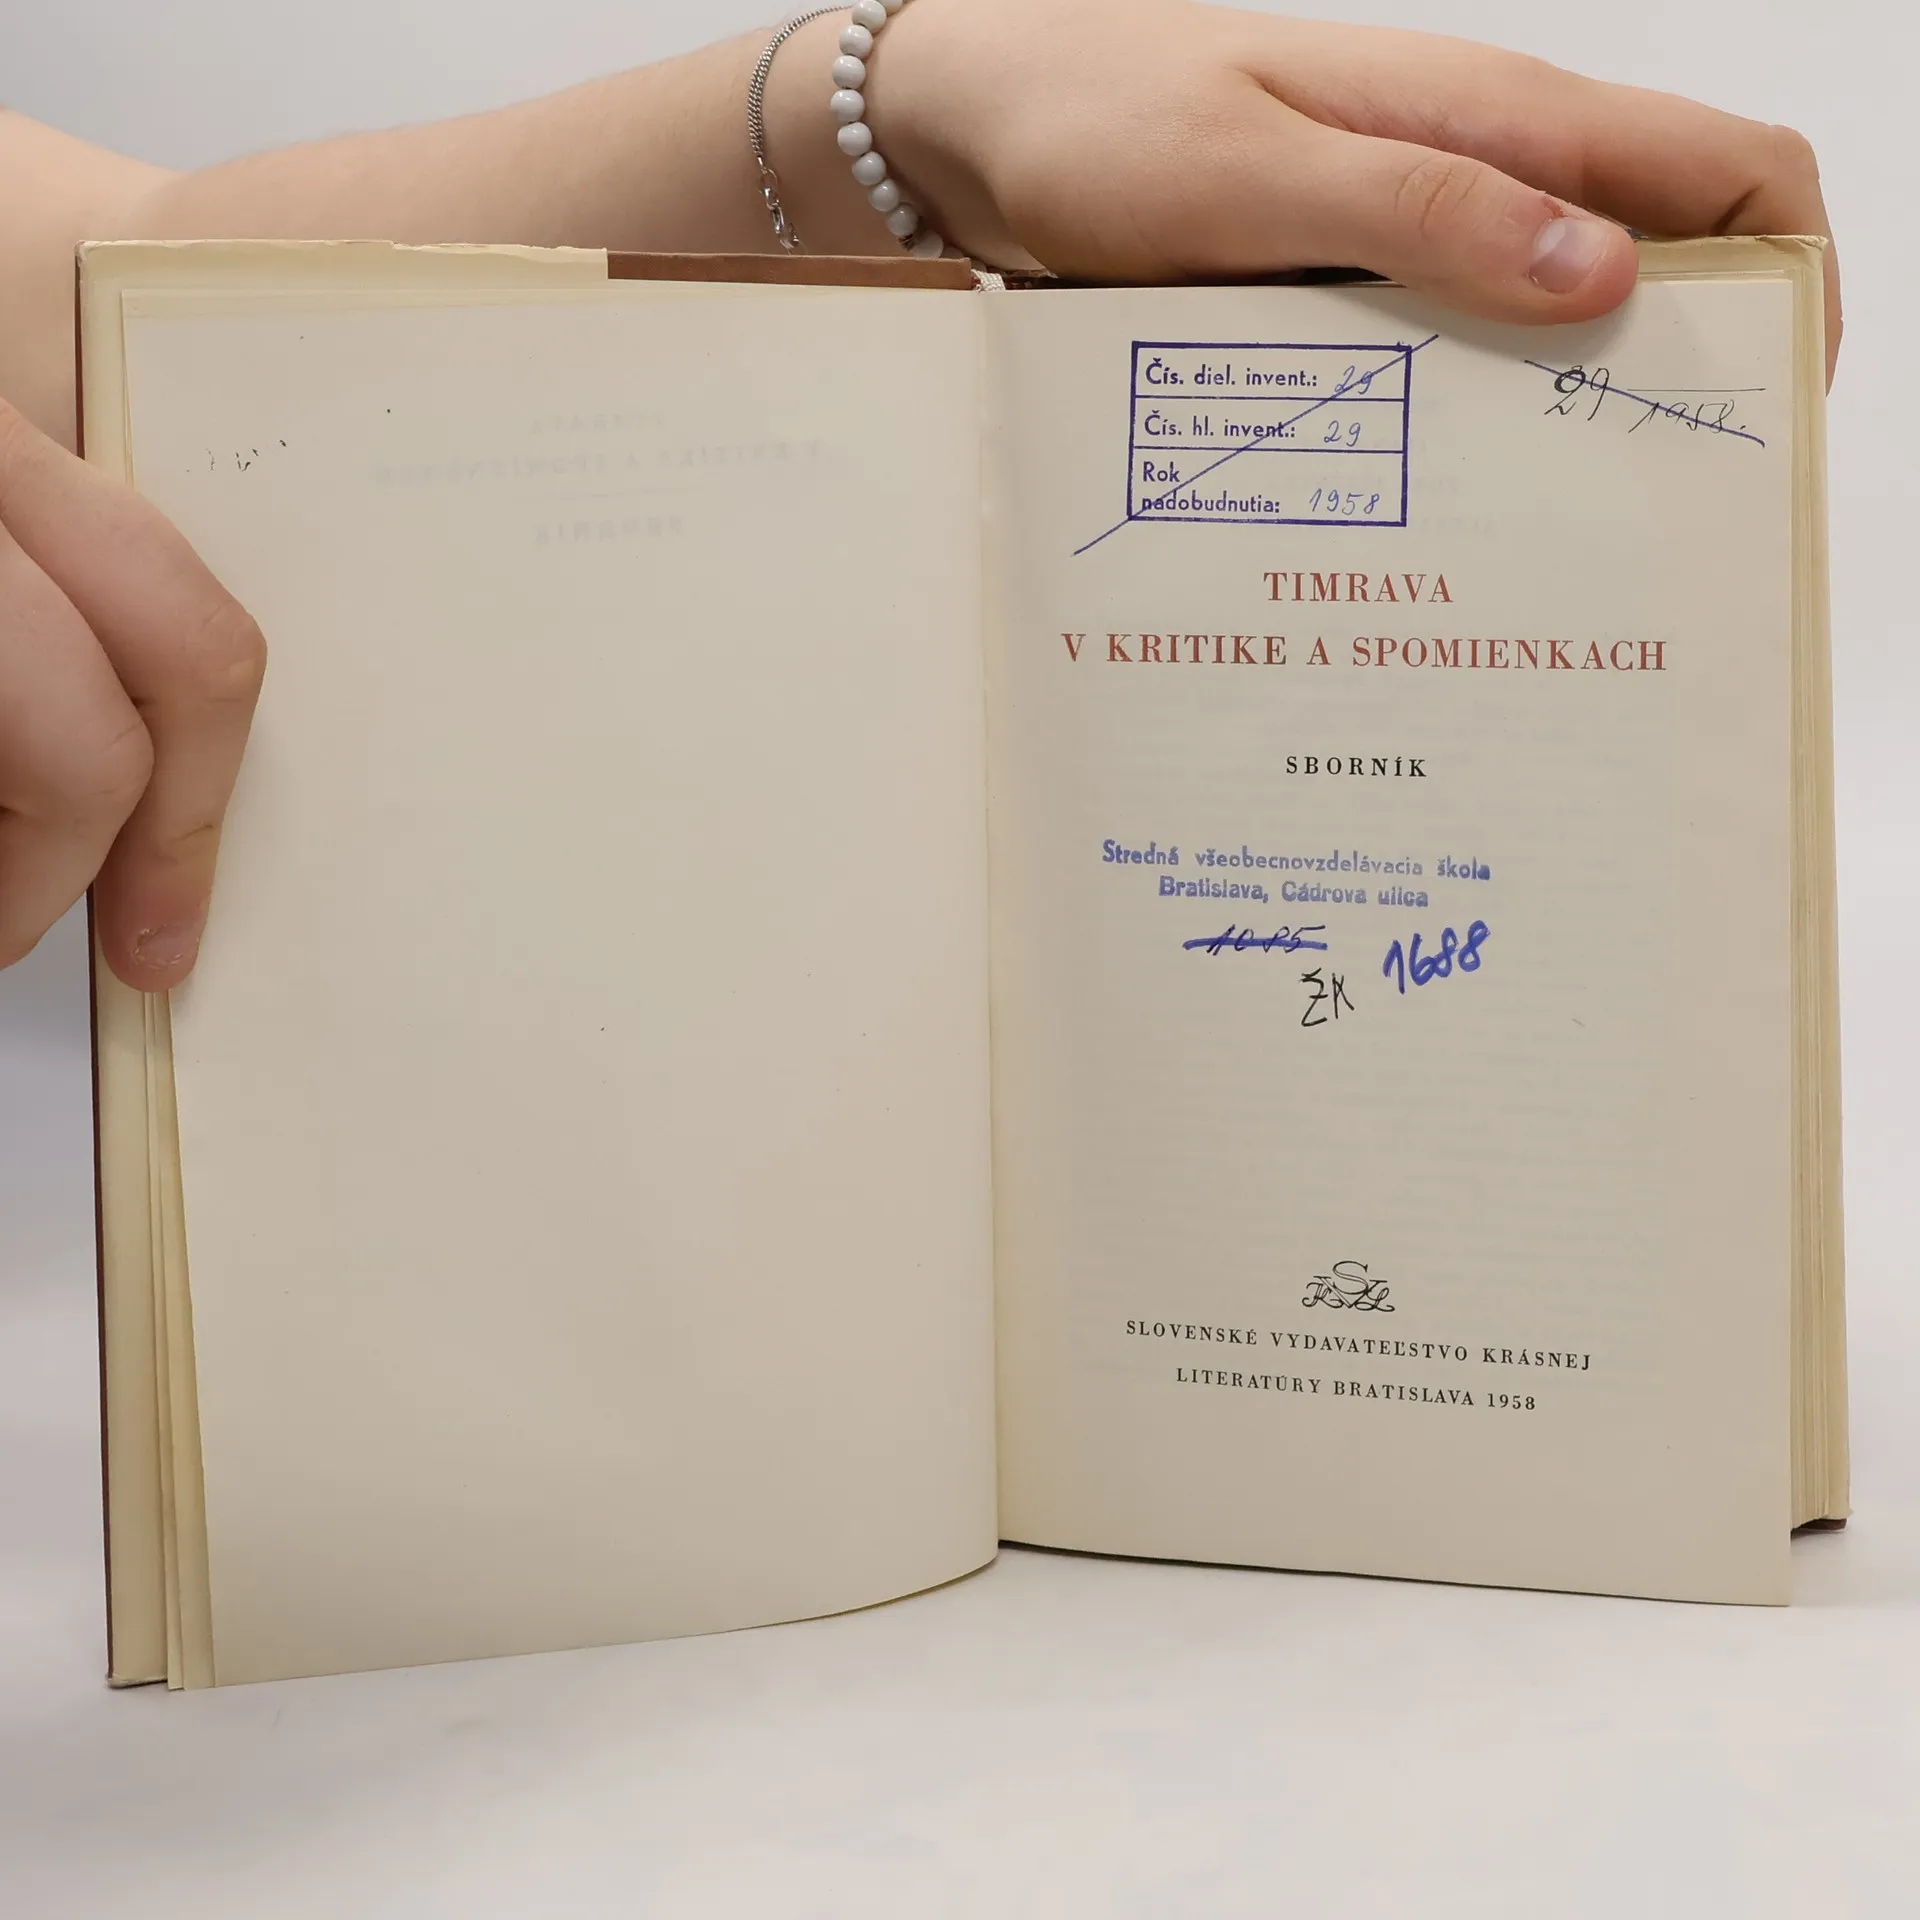 Čís. diel. invent.: 29
Čís. hl. invent.: 29
Rok
nadobudnutia: 1958
29
1958.
TIMRAVA
V KRITIKE A SPOMIENKACH
SBORNÍK
Stredná všeobecnovzdelávacia škola
Bratislava, Cádrova ulica
1085
ŽK 1688
SLOVENSKÉ VYDAVATEĽSTVO KRÁSNEJ
LITERATÚRY BRATISLAVA 1958